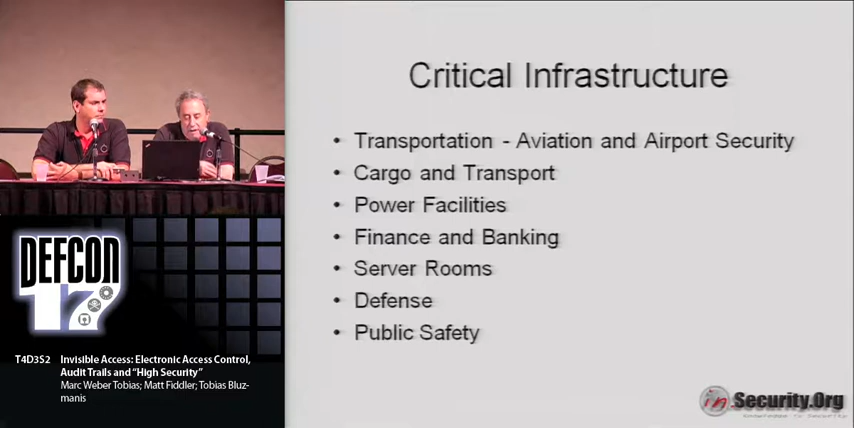 Critical Infrastructure
• Transportation - Aviation and Airport Security
• Cargo and Transport
• Power Facilities
• Finance and Banking
• Server Rooms
• Defense
• Public Safety
DEFCON
17
T4D3S2 Invisible Access: Electronic Access Control,
Audit Trails and “High Security”
Marc Weber Tobias; Matt Fiddler; Tobias Bluz-
manis
in.Security.Org